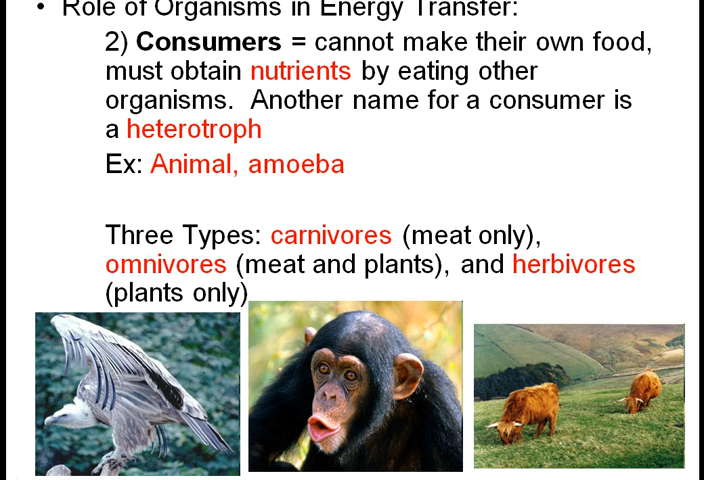 • Role of Organisms in Energy Transfer:
2) Consumers = cannot make their own food,
must obtain nutrients by eating other
organisms.  Another name for a consumer is
a heterotroph
Ex: Animal, amoeba
Three Types: carnivores (meat only),
omnivores (meat and plants), and herbivores
(plants only)